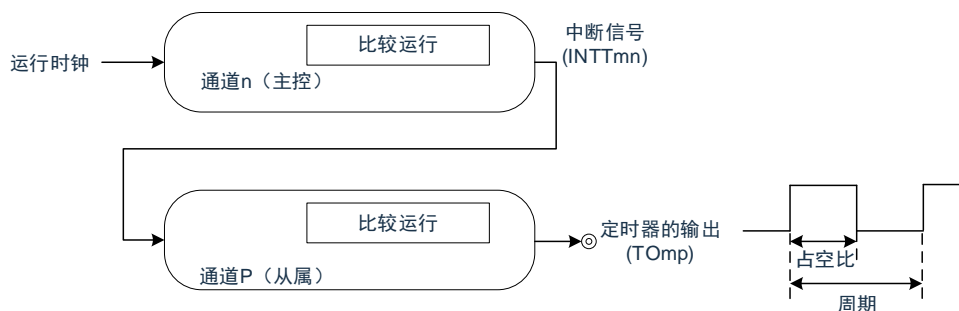 比较运行
中断信号
(INTTmn)
运行时钟
通道n（主控）
比较运行
定时器的输出
(TOmp)
通道P（从属）
占空比
周期